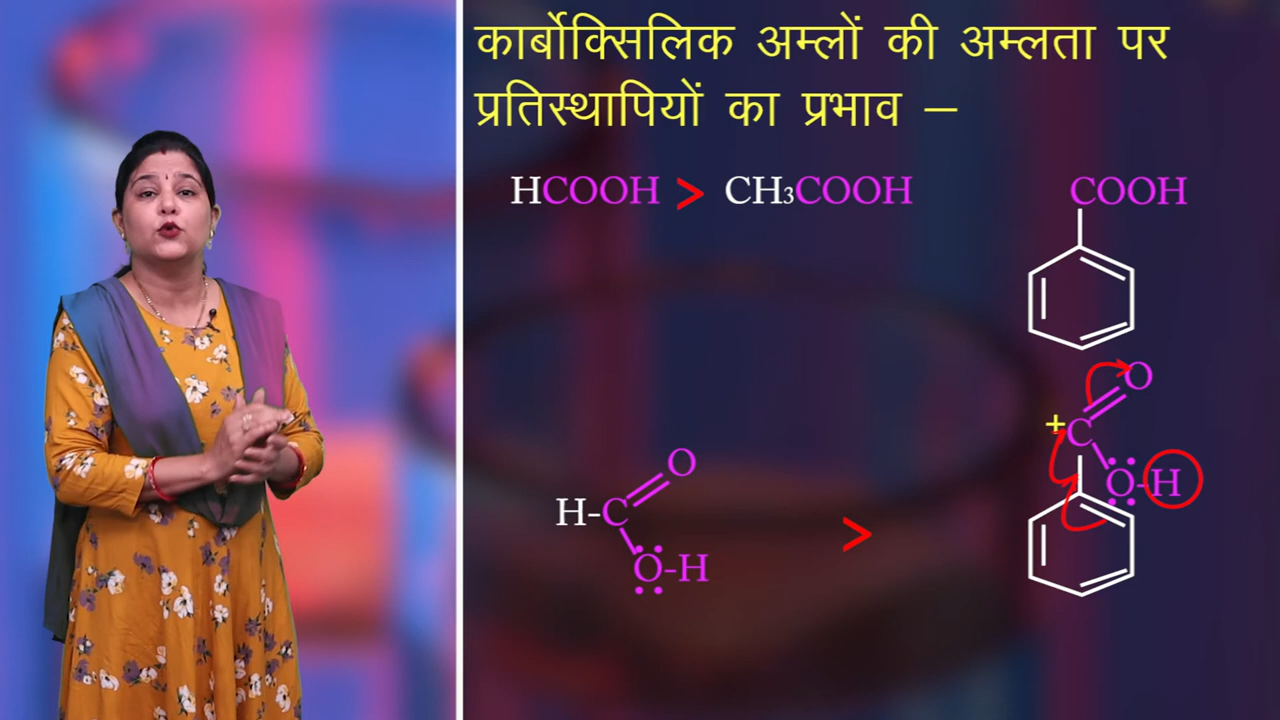 कार्बोक्सिलिक अम्लों की अम्लता पर
प्रतिस्थापियों का प्रभाव –
HCOOH > CH₃COOH COOH
O
+C
O-H
O
H-C
>
O-H